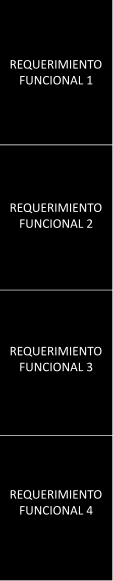 REQUERIMIENTO
FUNCIONAL 1
REQUERIMIENTO
FUNCIONAL 2
REQUERIMIENTO
FUNCIONAL 3
REQUERIMIENTO
FUNCIONAL 4